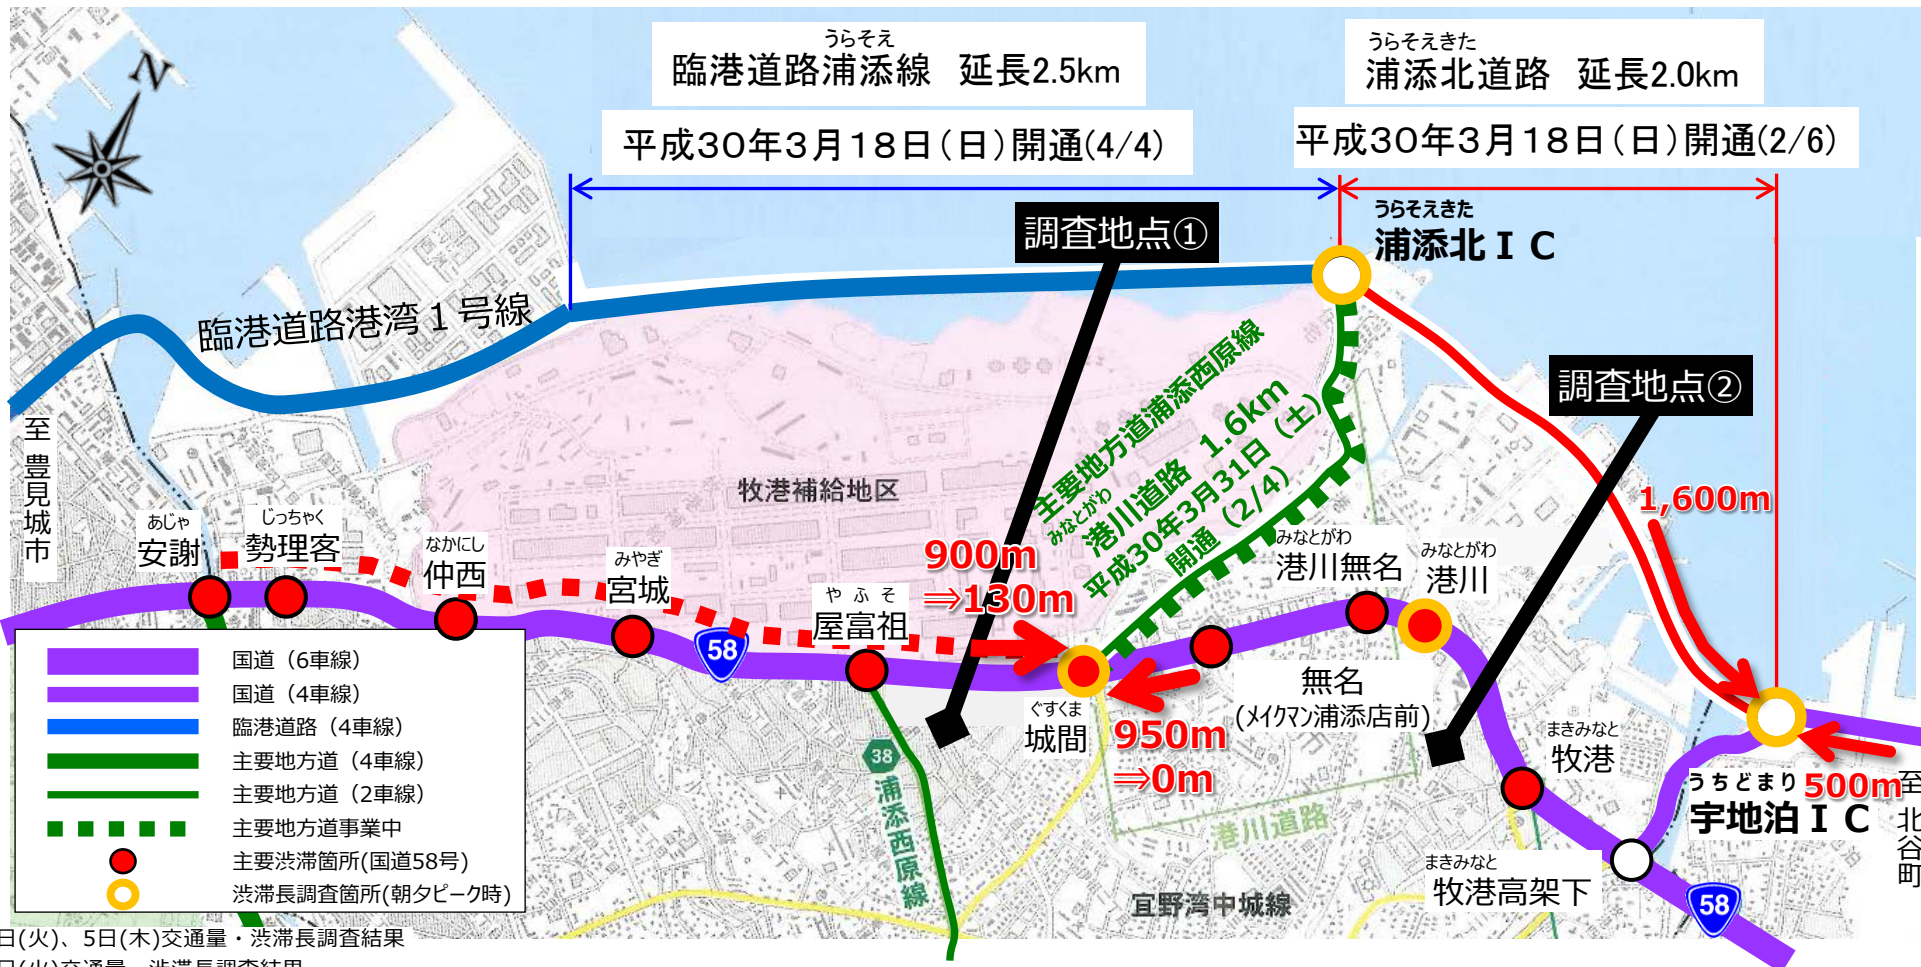 うらそえ
臨港道路浦添線　延長2.5km
平成30年3月18日(日)開通(4/4)
うらそえきた
浦添北道路　延長2.0km
平成30年3月18日(日)開通(2/6)
N
調査地点①
うらそえきた
浦添北ＩＣ
臨港道路港湾１号線
調査地点②
主要地方道浦添西原線
みなとがわ
港川道路　1.6km
平成30年3月31日（土）
開通（2/4）
至 豊見城市
牧港補給地区
1,600m
あじゃ
安謝
じっちゃく
勢理客
なかにし
仲西
みやぎ
宮城
やふそ
屋富祖
900m
⇒130m
みなとがわ
港川無名
みなとがわ
港川
58
ぐすくま
城間
950m
⇒0m
無名
(メイクマン浦添店前)
まきみなと
牧港
うちどまり
宇地泊ＩＣ
500m
至 北谷町
38
浦添西原線
港川道路
まきみなと
牧港高架下
宜野湾中城線
58
国道（6車線）
国道（4車線）
臨港道路（4車線）
主要地方道（4車線）
主要地方道（2車線）
主要地方道事業中
主要渋滞箇所(国道58号)
渋滞長調査箇所(朝夕ピーク時)
日(火)、5日(木)交通量・渋滞長調査結果